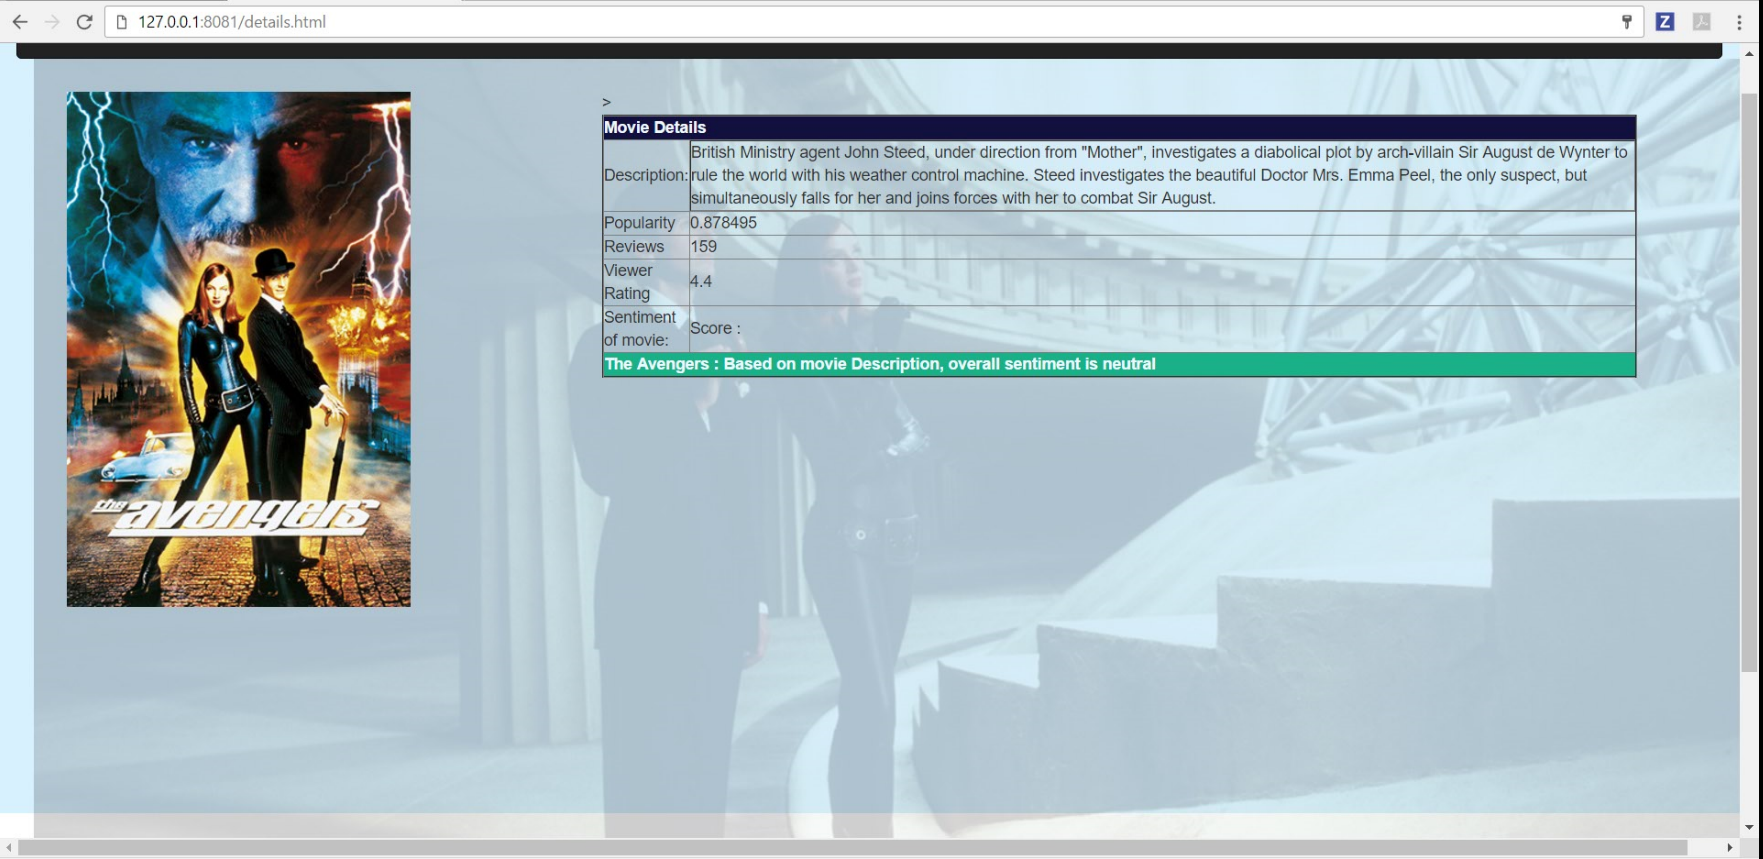 127.0.0.1:8081/details.html
Z
>
Movie Details
Description:
British Ministry agent John Steed, under direction from "Mother", investigates a diabolical plot by arch-villain Sir August de Wynter to
rule the world with his weather control machine. Steed investigates the beautiful Doctor Mrs. Emma Peel, the only suspect, but
simultaneously falls for her and joins forces with her to combat Sir August.
Popularity 0.878495
Reviews 159
Viewer
Rating
4.4
Sentiment
of movie:
Score :
The Avengers : Based on movie Description, overall sentiment is neutral
the avengers